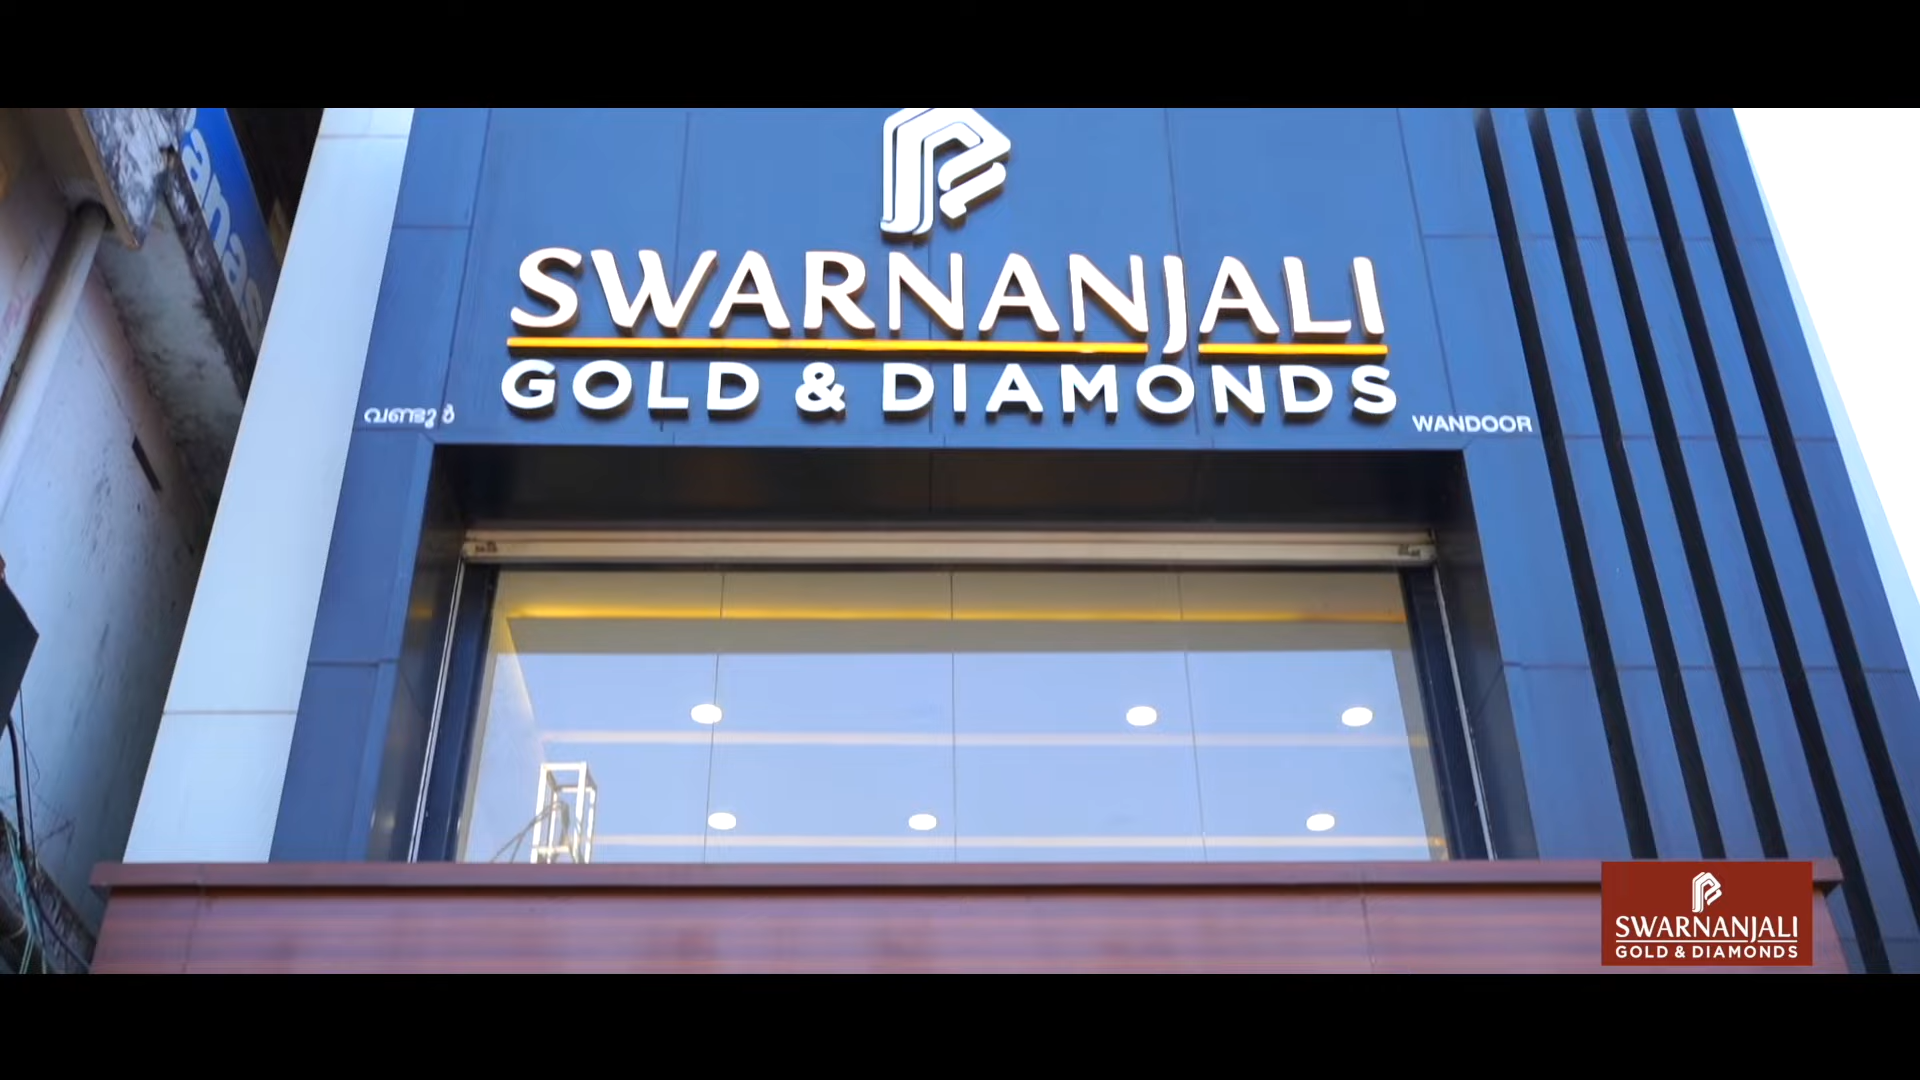 SWARNANJALI
GOLD & DIAMONDS
വണ്ടൂർ
WANDOOR
SWARNANJALI
GOLD & DIAMONDS